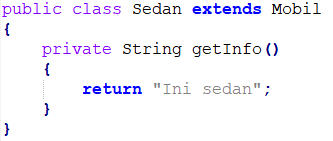 public class Sedan extends Mobil
{
    private String getInfo()
    {
        return "Ini sedan";
    }
}